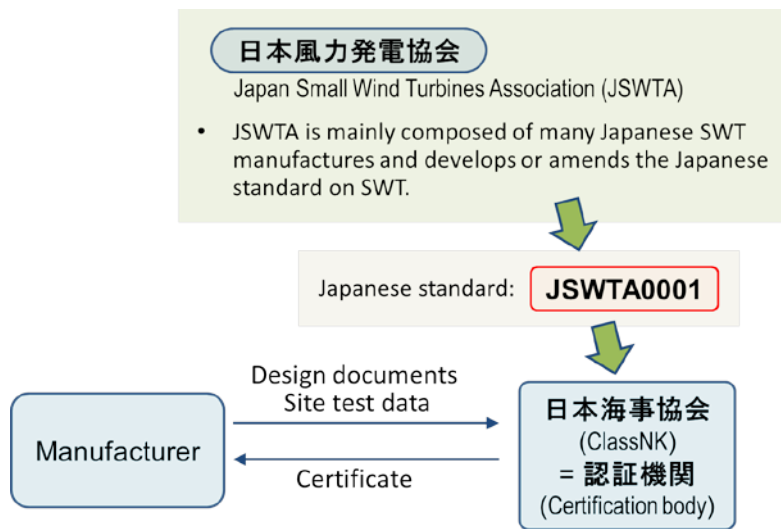 日本風力発電協会
Japan Small Wind Turbines Association (JSWTA)
• JSWTA is mainly composed of many Japanese SWT
manufactures and develops or amends the Japanese
standard on SWT.
Japanese standard: JSWTA0001
Design documents
Site test data
Manufacturer
Certificate
日本海事協会
(ClassNK)
= 認証機関
(Certification body)